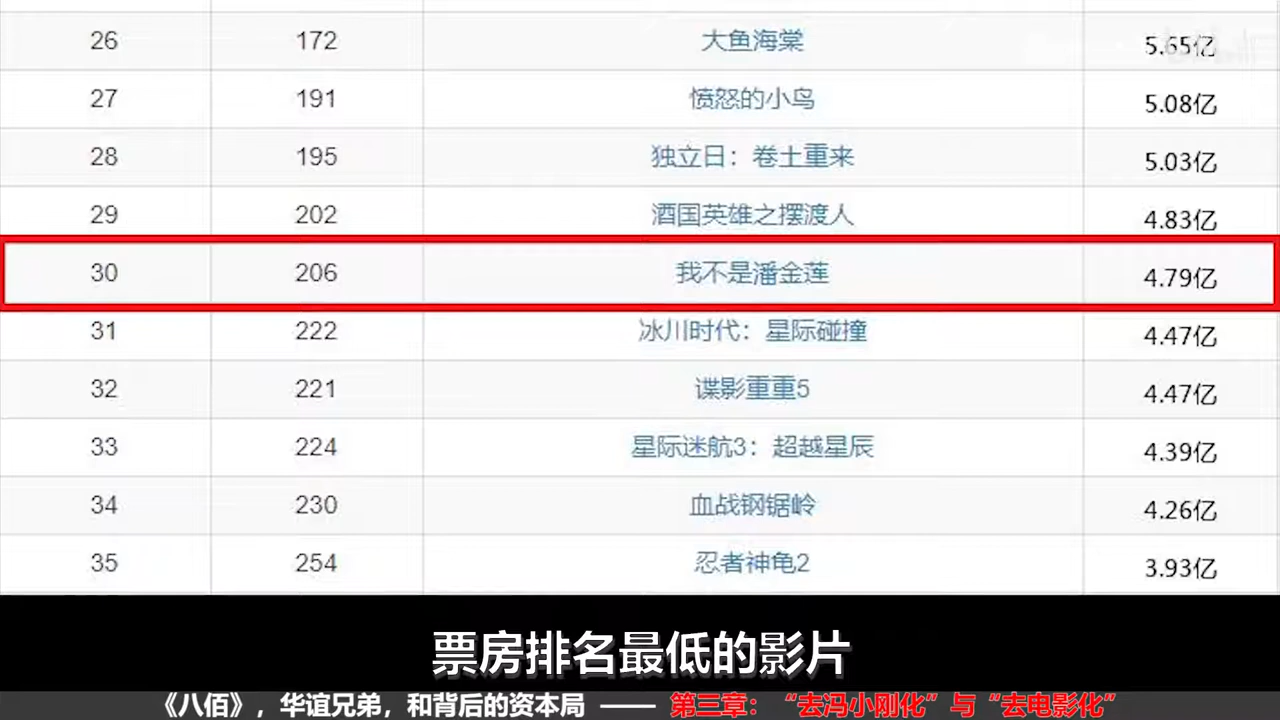 26 172 大鱼海棠 5.65亿
27 191 愤怒的小鸟 5.08亿
28 195 独立日：卷土重来 5.03亿
29 202 酒国英雄之摆渡人 4.83亿
30 206 我不是潘金莲 4.79亿
31 222 冰川时代：星际碰撞 4.47亿
32 221 谍影重重5 4.47亿
33 224 星际迷航3：超越星辰 4.39亿
34 230 血战钢锯岭 4.26亿
35 254 忍者神龟2 3.93亿
票房排名最低的影片
《八佰》，华谊兄弟，和背后的资本局 —— 第三章：“去冯小刚化”与“去电影化”